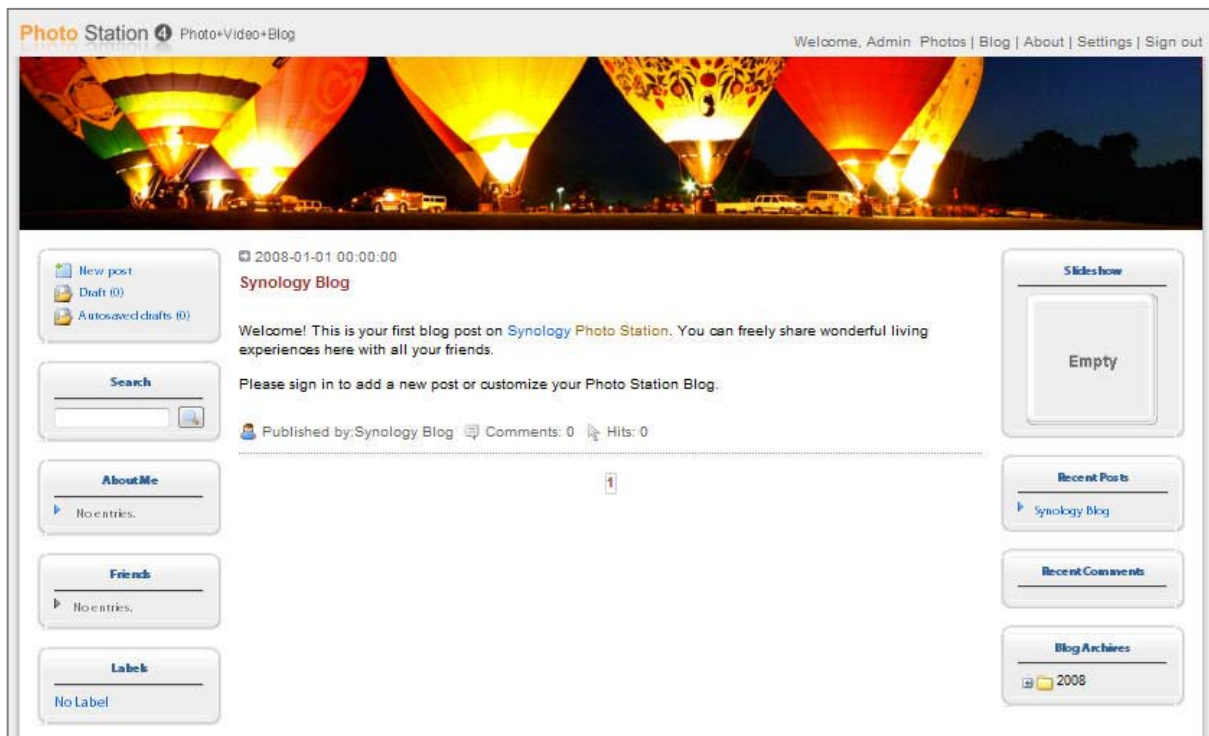 Photo Station 4 Photo+Video+Blog
Welcome, Admin Photos | Blog | About | Settings | Sign out
New post
Draft (0)
Autosaved drafts (0)
Search
About Me
No entries.
Friends
No entries.
Labels
No Label
2008-01-01 00:00:00
Synology Blog
Welcome! This is your first blog post on Synology Photo Station. You can freely share wonderful living
experiences here with all your friends.
Please sign in to add a new post or customize your Photo Station Blog.
Published by:Synology Blog Comments: 0 Hits: 0
1
Slideshow
Empty
Recent Posts
Synology Blog
Recent Comments
Blog Archives
2008